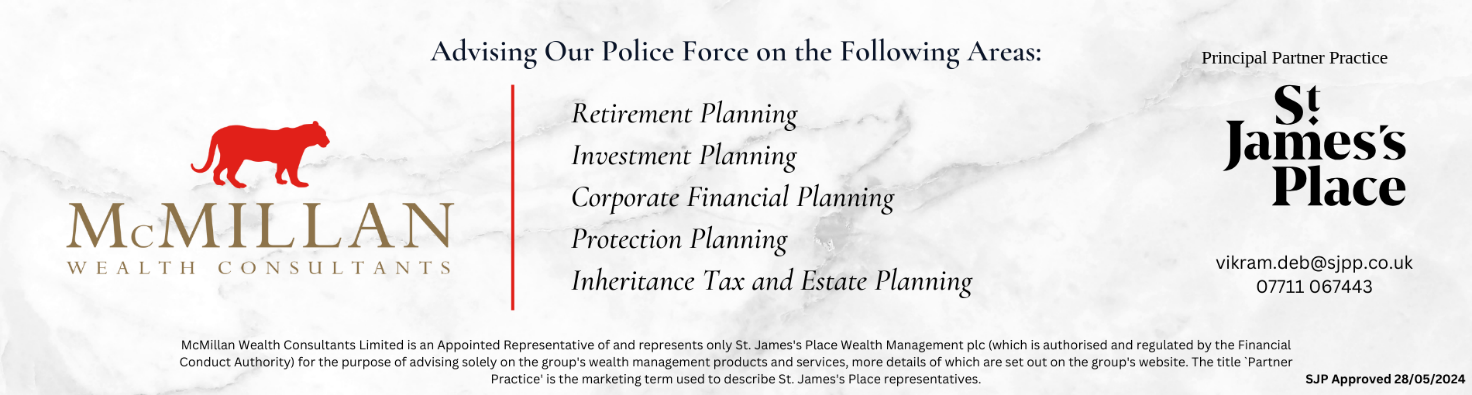 Advising Our Police Force on the Following Areas:
McMILLAN
WEALTH CONSULTANTS
Retirement Planning
Investment Planning
Corporate Financial Planning
Protection Planning
Inheritance Tax and Estate Planning
Principal Partner Practice
St
James's
Place
vikram.deb@sjpp.co.uk
07711 067443
McMillan Wealth Consultants Limited is an Appointed Representative of and represents only St. James's Place Wealth Management plc (which is authorised and regulated by the Financial
Conduct Authority) for the purpose of advising solely on the group's wealth management products and services, more details of which are set out on the group's website. The title `Partner
Practice' is the marketing term used to describe St. James's Place representatives.
SJP Approved 28/05/2024